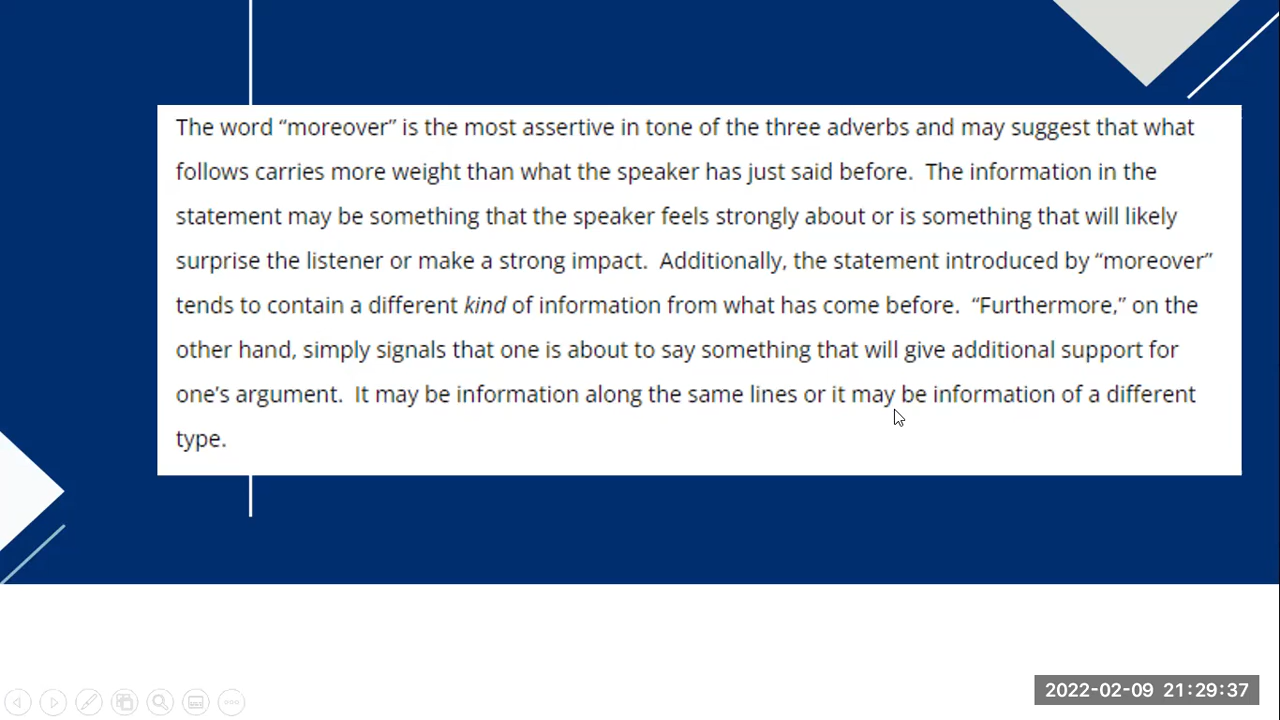 The word “moreover” is the most assertive in tone of the three adverbs and may suggest that what
follows carries more weight than what the speaker has just said before.  The information in the
statement may be something that the speaker feels strongly about or is something that will likely
surprise the listener or make a strong impact.  Additionally, the statement introduced by “moreover”
tends to contain a different kind of information from what has come before.  “Furthermore,” on the
other hand, simply signals that one is about to say something that will give additional support for
one’s argument.  It may be information along the same lines or it may be information of a different
type.
2022-02-09 21:29:37